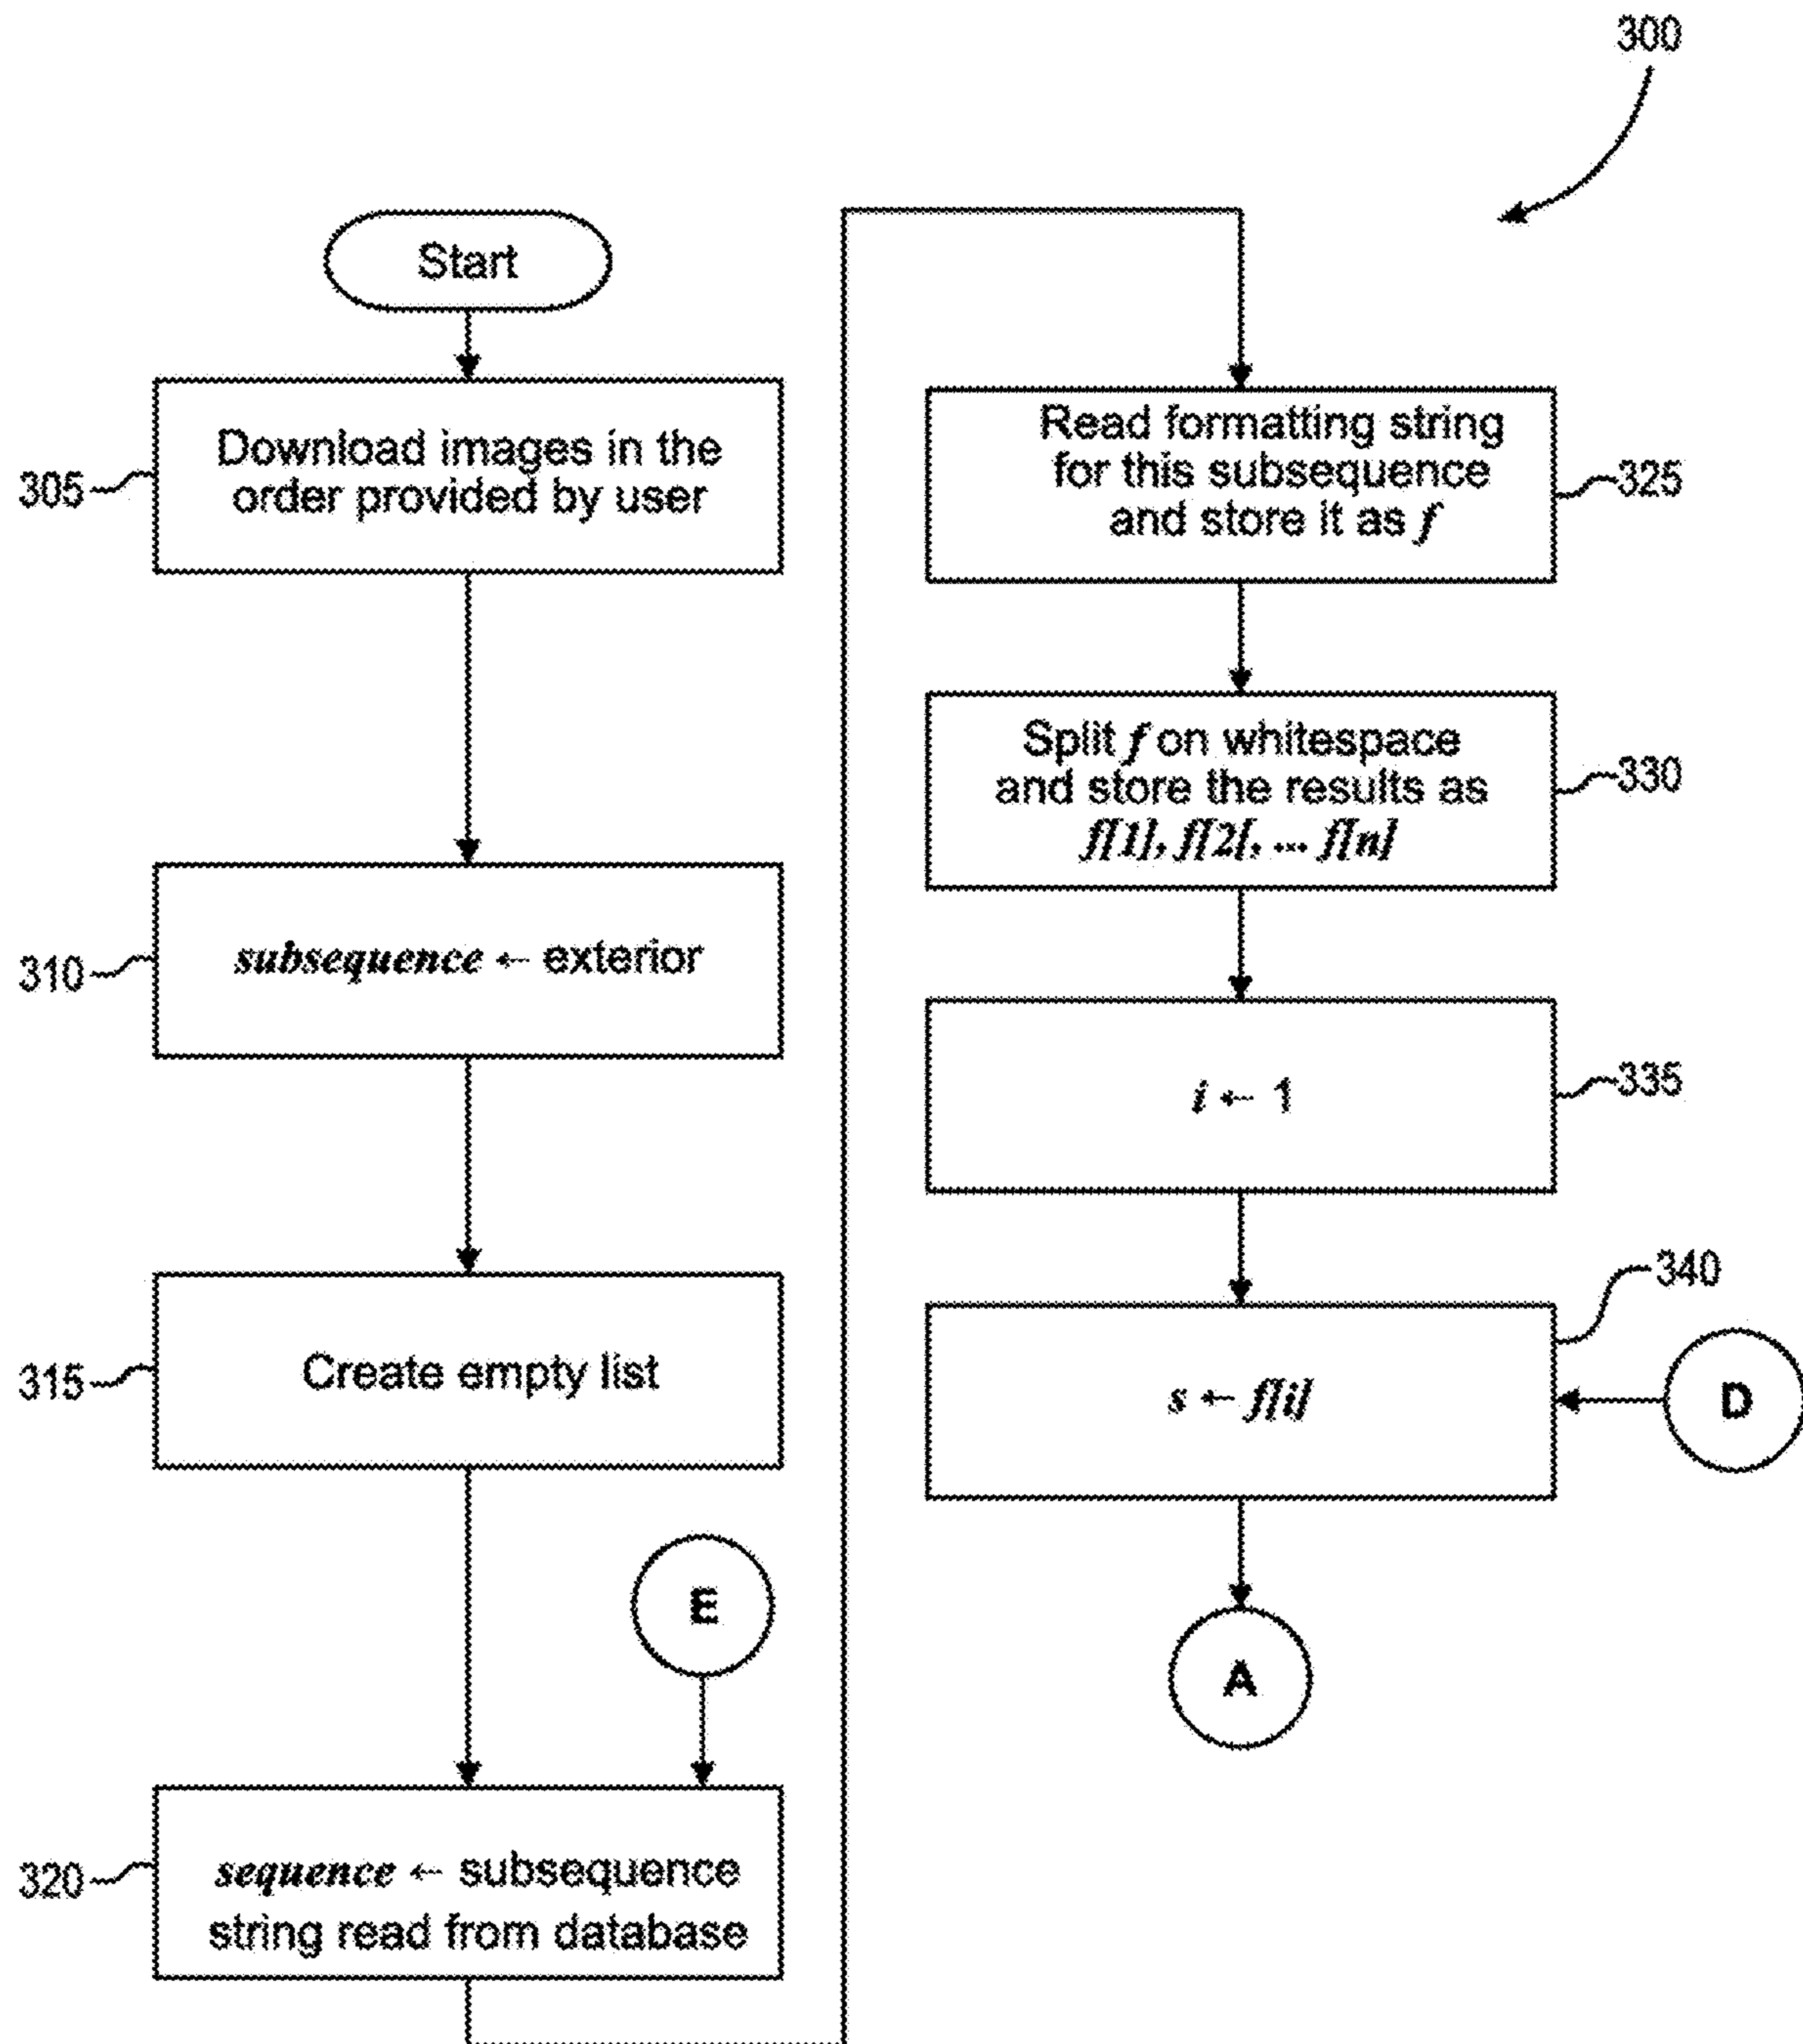 300
Start
305
Download images in the
order provided by user
310
subsequence ← exterior
315
Create empty list
E
320
sequence ← subsequence
string read from database
Read formatting string
for this subsequence
and store it as f
325
Split f on whitespace
and store the results as
f[1], f[2], ... f[n]
330
i ← 1
335
340
s ← f[i]
D
A